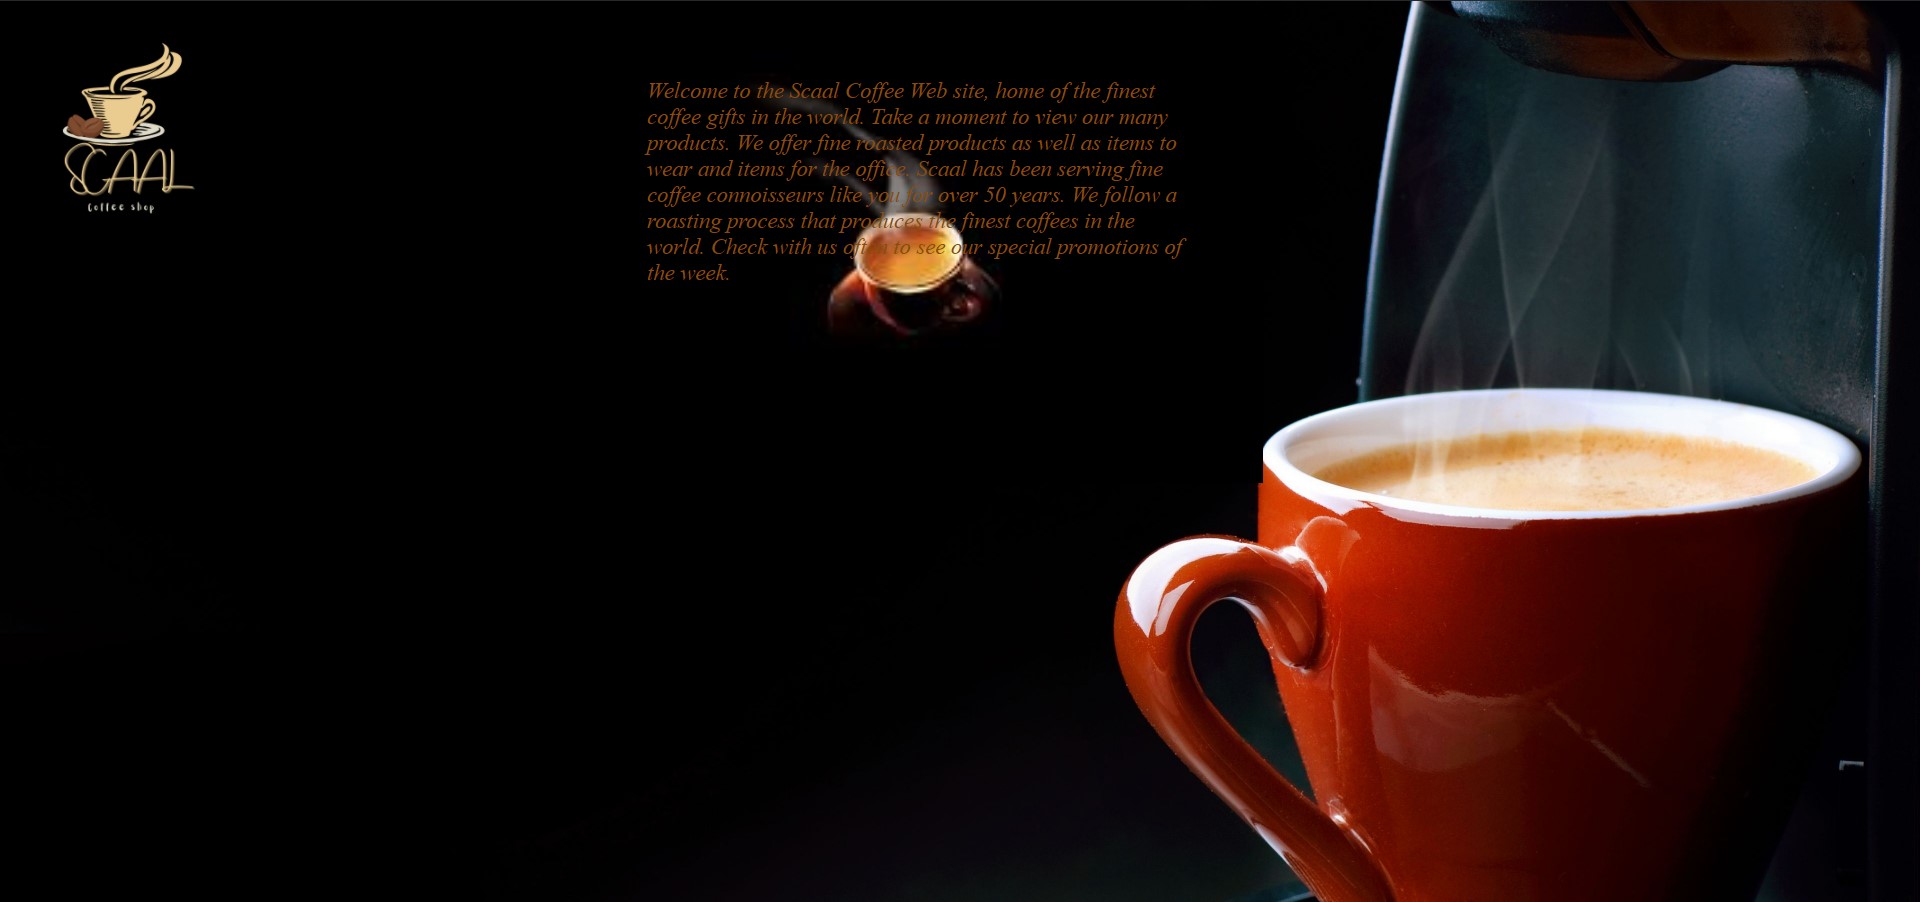 SCAAL
Coffee shop
Welcome to the Scaal Coffee Web site, home of the finest
coffee gifts in the world. Take a moment to view our many
products. We offer fine roasted products as well as items to
wear and items for the office. Scaal has been serving fine
coffee connoisseurs like you for over 50 years. We follow a
roasting process that produces the finest coffees in the
world. Check with us often to see our special promotions of
the week.